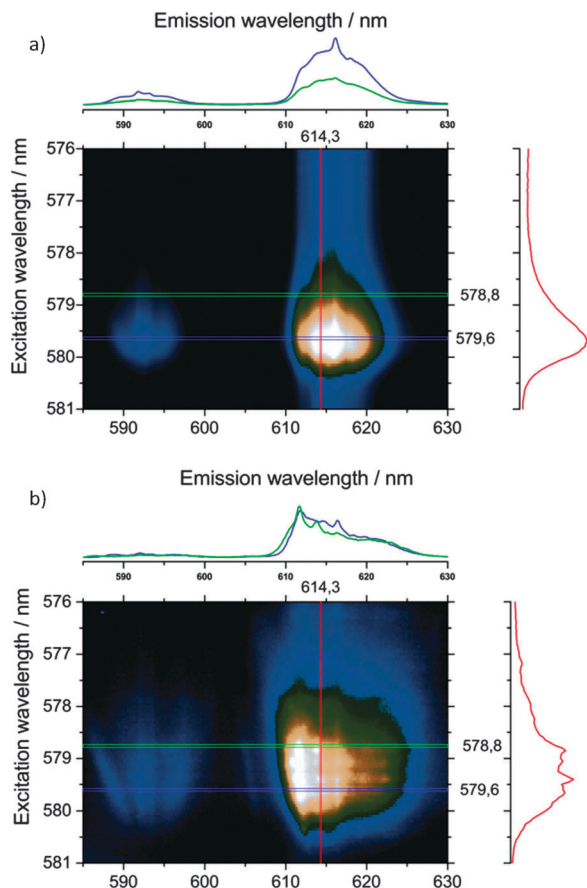 Emission wavelength / nm
a)
590 600 610 620 630
614,3
576
577
578
579
580
581
Excitation wavelength / nm
578,8
579,6
590 600 610 620 630
Emission wavelength / nm
b)
590 600 610 620 630
614,3
576
577
578
579
580
581
Excitation wavelength / nm
578,8
579,6
590 600 610 620 630